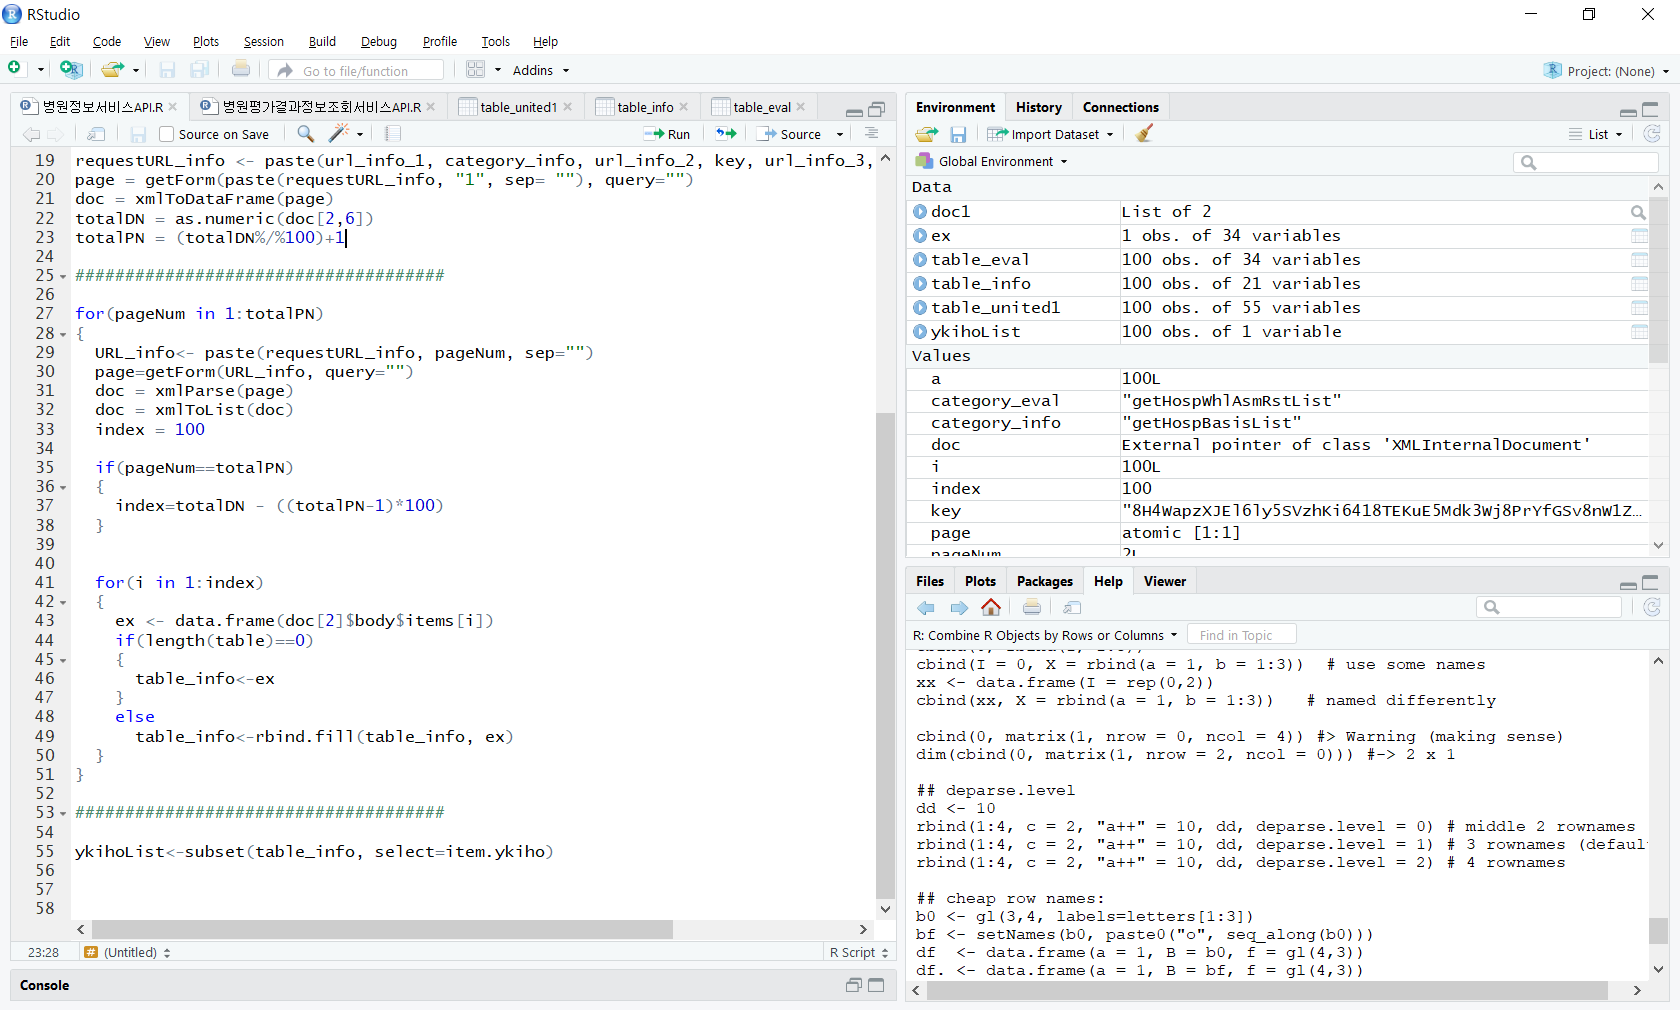 RStudio
File Edit Code View Plots Session Build Debug Profile Tools Help
Go to file/function Addins Project: (None)
병원정보서비스API.R 병원평가결과정보조회서비스API.R table_united1 table_info table_eval
Source on Save Run Source
19 requestURL_info <- paste(url_info_1, category_info, url_info_2, key, url_info_3,
20 page = getForm(paste(requestURL_info, "1", sep= ""), query="")
21 doc = xmlToDataFrame(page)
22 totalDN = as.numeric(doc[2,6])
23 totalPN = (totalDN%/%100)+1
24
25 #####################################
26
27 for(pageNum in 1:totalPN)
28 {
29 URL_info<- paste(requestURL_info, pageNum, sep="")
30 page=getForm(URL_info, query="")
31 doc = xmlParse(page)
32 doc = xmlToList(doc)
33 index = 100
34
35 if(pageNum==totalPN)
36 {
37 index=totalDN - ((totalPN-1)*100)
38 }
39
40
41 for(i in 1:index)
42 {
43 ex <- data.frame(doc[2]$body$items[i])
44 if(length(table)==0)
45 {
46 table_info<-ex
47 }
48 else
49 table_info<-rbind.fill(table_info, ex)
50 }
51 }
52
53 #####################################
54
55 ykihoList<-subset(table_info, select=item.ykiho)
56
57
58
23:28 # (Untitled) R Script
Console
Environment History Connections
Import Dataset List
Global Environment
Data
doc1 List of 2
ex 1 obs. of 34 variables
table_eval 100 obs. of 34 variables
table_info 100 obs. of 21 variables
table_united1 100 obs. of 55 variables
ykihoList 100 obs. of 1 variable
Values
a 100L
category_eval "getHospWhlAsmRstList"
category_info "getHospBasisList"
doc External pointer of class 'XMLInternalDocument'
i 100L
index 100
key "8H4WapzXJEl6ly5SVzhKi6418TEKuE5Mdk3Wj8PrYfGSv8nW1Z…
page atomic [1:1]
pageNum 2L
Files Plots Packages Help Viewer
R: Combine R Objects by Rows or Columns Find in Topic
cbind(I = 0, X = rbind(a = 1, b = 1:3)) # use some names
xx <- data.frame(I = rep(0,2))
cbind(xx, X = rbind(a = 1, b = 1:3)) # named differently
cbind(0, matrix(1, nrow = 0, ncol = 4)) #> Warning (making sense)
dim(cbind(0, matrix(1, nrow = 2, ncol = 0))) #-> 2 x 1
## deparse.level
dd <- 10
rbind(1:4, c = 2, "a++" = 10, dd, deparse.level = 0) # middle 2 rownames
rbind(1:4, c = 2, "a++" = 10, dd, deparse.level = 1) # 3 rownames (defaul
rbind(1:4, c = 2, "a++" = 10, dd, deparse.level = 2) # 4 rownames
## cheap row names:
b0 <- gl(3,4, labels=letters[1:3])
bf <- setNames(b0, paste0("o", seq_along(b0)))
df <- data.frame(a = 1, B = b0, f = gl(4,3))
df. <- data.frame(a = 1, B = bf, f = gl(4,3))